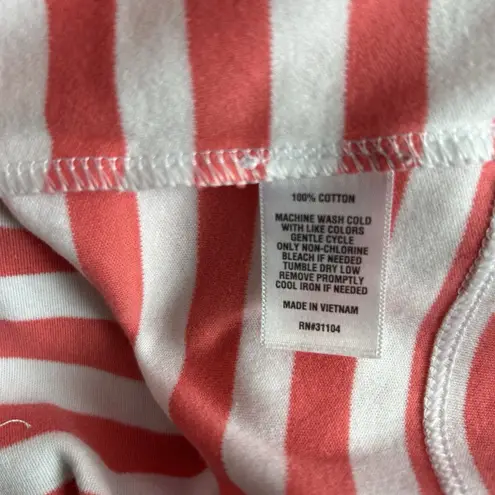 100% COTTON
MACHINE WASH COLD
WITH LIKE COLORS
GENTLE CYCLE
ONLY NON-CHLORINE
BLEACH IF NEEDED
TUMBLE DRY LOW
REMOVE PROMPTLY
COOL IRON IF NEEDED
MADE IN VIETNAM
RN#31104